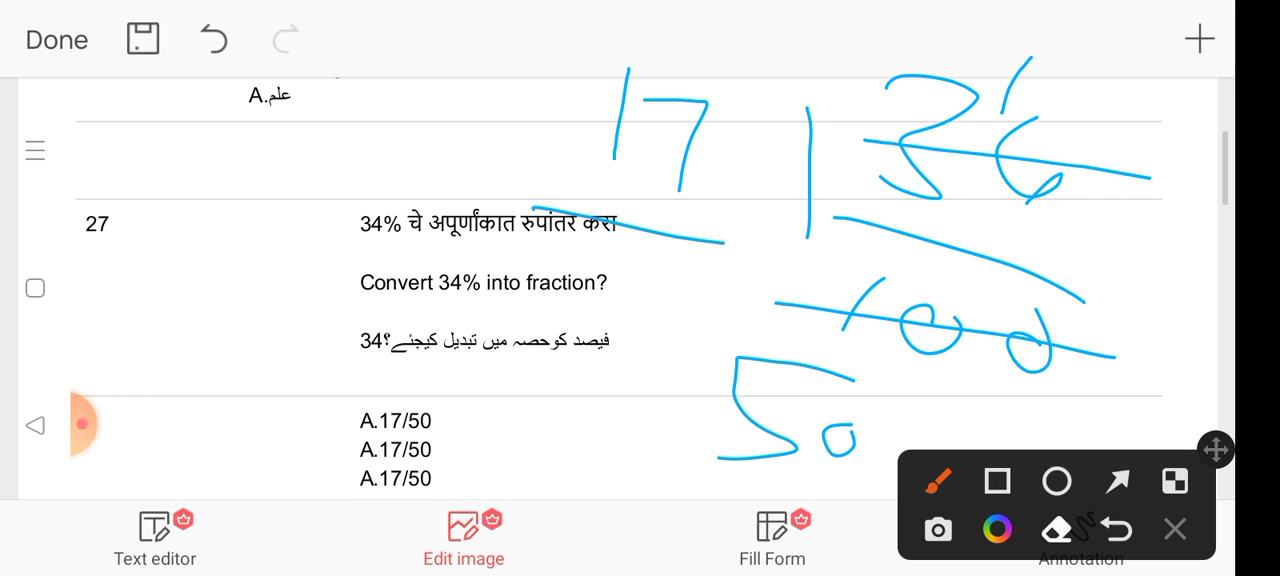 Done
A.علم
17
36
27
34% चे अपूर्णांकात रुपांतर करा
Convert 34% into fraction?
34فیصد کوحصہ میں تبدیل کیجئے؟
100
50
A.17/50
A.17/50
A.17/50
Text editor
Edit image
Fill Form
Annotation